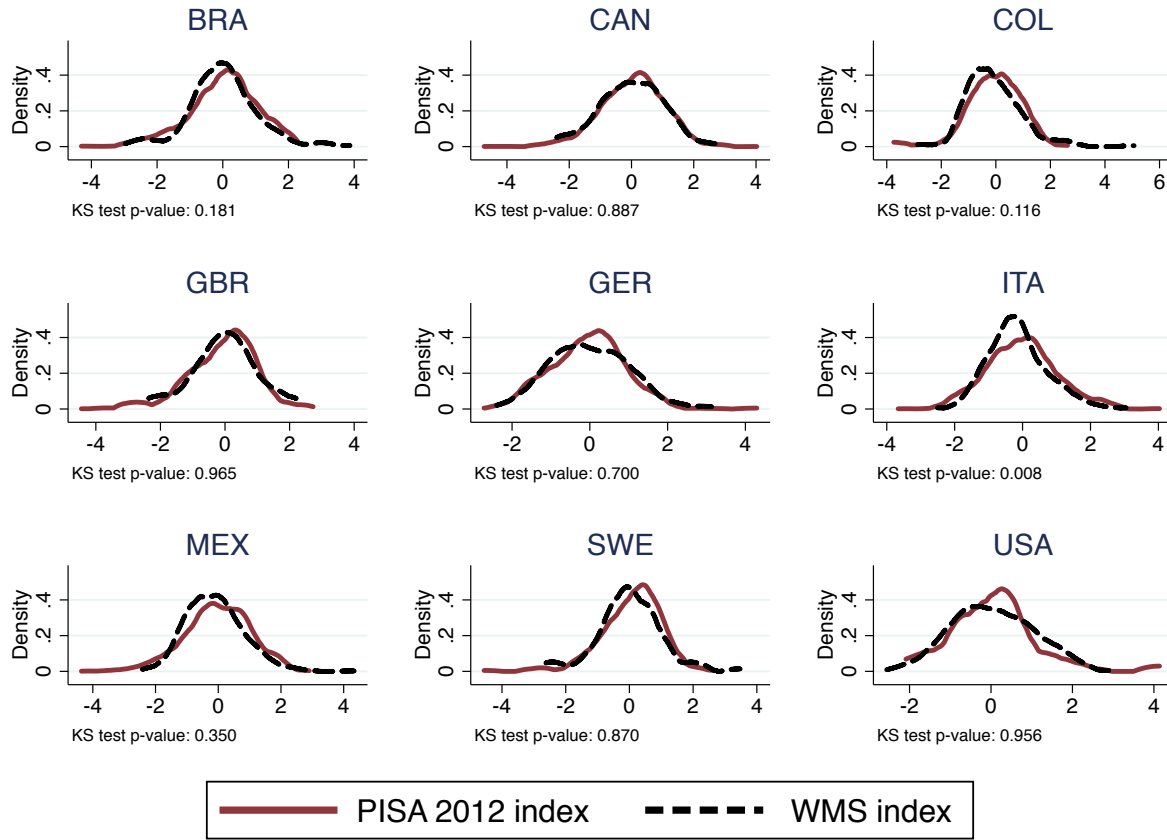 BRA
Density
0 .2 .4
-4 -2 0 2 4
KS test p-value: 0.181
CAN
Density
0 .2 .4
-4 -2 0 2 4
KS test p-value: 0.887
COL
Density
0 .2 .4
-4 -2 0 2 4 6
KS test p-value: 0.116
GBR
Density
0 .2 .4
-4 -2 0 2 4
KS test p-value: 0.965
GER
Density
0 .2 .4
-2 0 2 4
KS test p-value: 0.700
ITA
Density
0 .2 .4
-4 -2 0 2 4
KS test p-value: 0.008
MEX
Density
0 .2 .4
-4 -2 0 2 4
KS test p-value: 0.350
SWE
Density
0 .2 .4
-4 -2 0 2 4
KS test p-value: 0.870
USA
Density
0 .2 .4
-2 0 2 4
KS test p-value: 0.956
PISA 2012 index WMS index